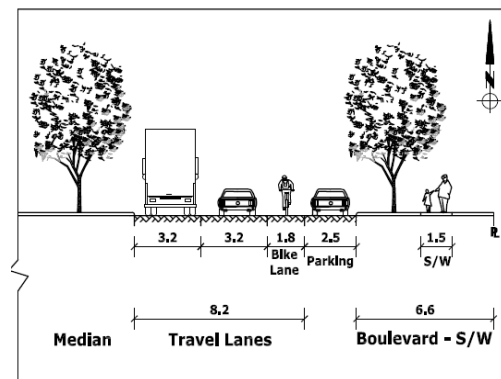 N
3.2 3.2 1.8 2.5 1.5
Bike Parking S/W
Lane
PL
8.2 6.6
Median Travel Lanes Boulevard - S/W